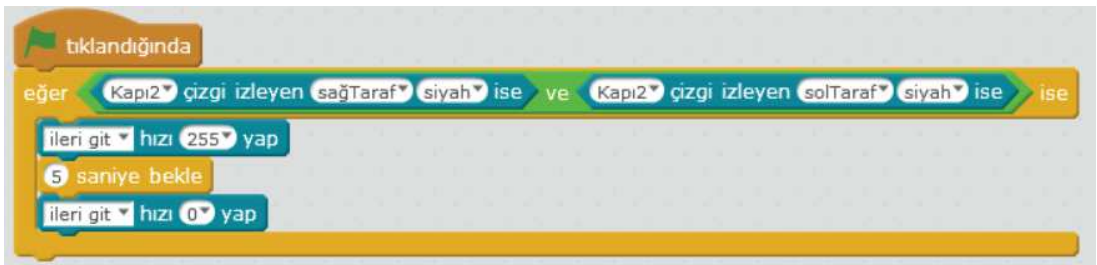 tıklandığında
eğer Kapı2 çizgi izleyen sağTaraf siyah ise ve Kapı2 çizgi izleyen solTaraf siyah ise ise
ileri git hızı 255 yap
5 saniye bekle
ileri git hızı 0 yap